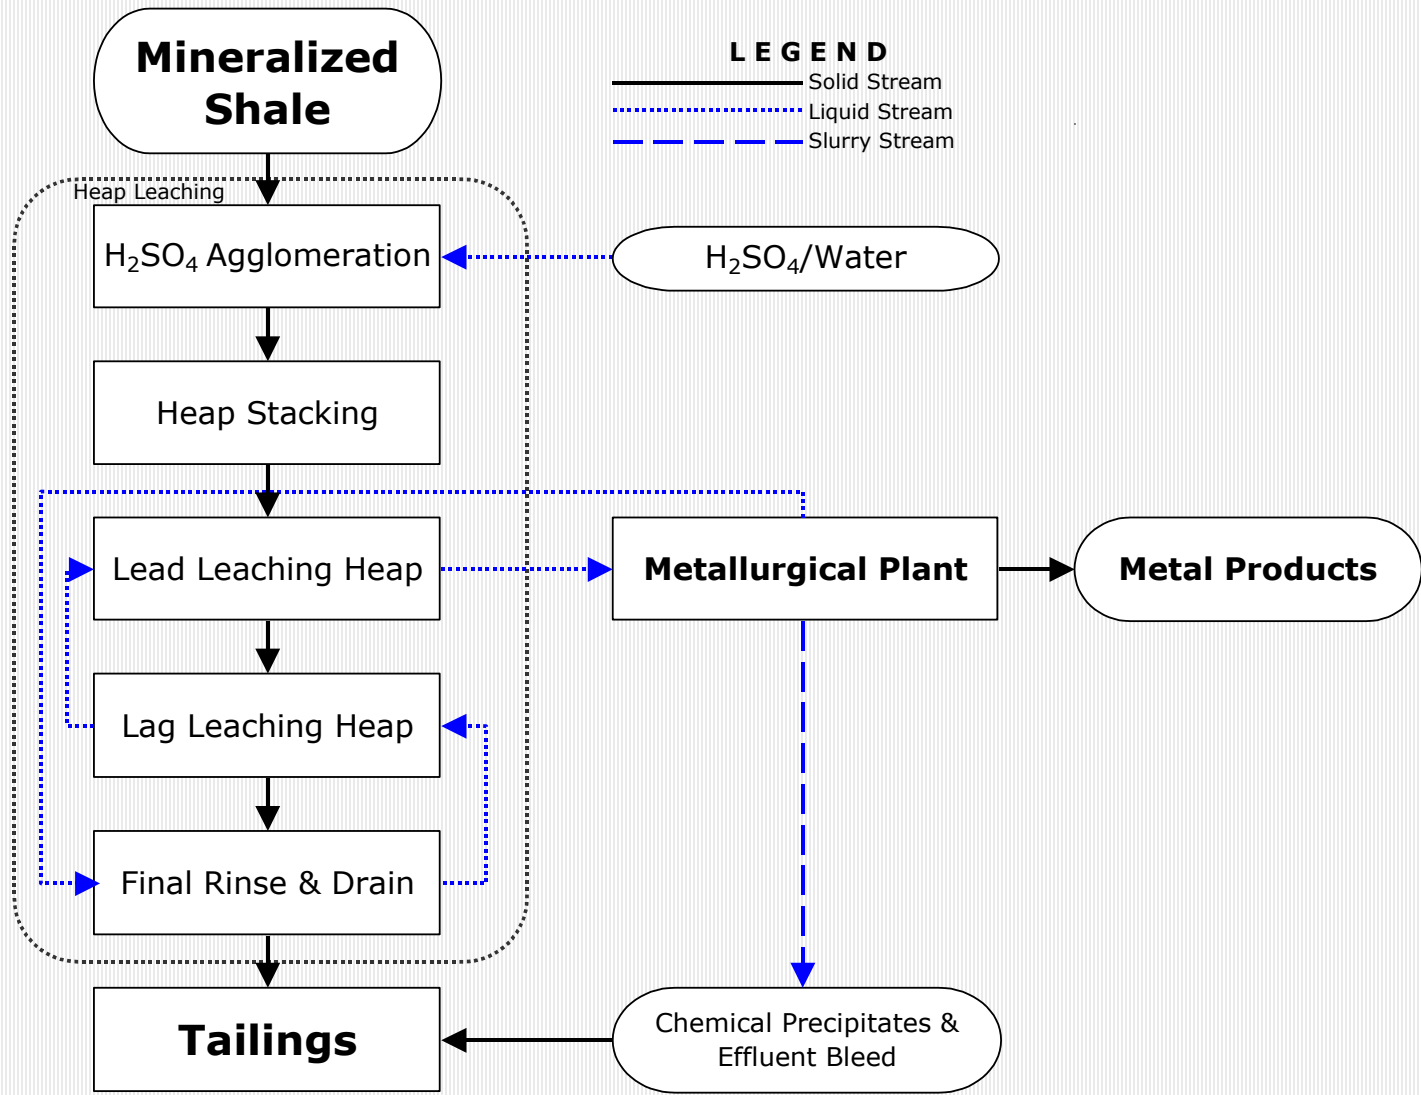 Mineralized
Shale
L E G E N D
Solid Stream
Liquid Stream
Slurry Stream
Heap Leaching
H₂SO₄ Agglomeration
H₂SO₄/Water
Heap Stacking
Lead Leaching Heap
Metallurgical Plant
Metal Products
Lag Leaching Heap
Final Rinse & Drain
Tailings
Chemical Precipitates &
Effluent Bleed